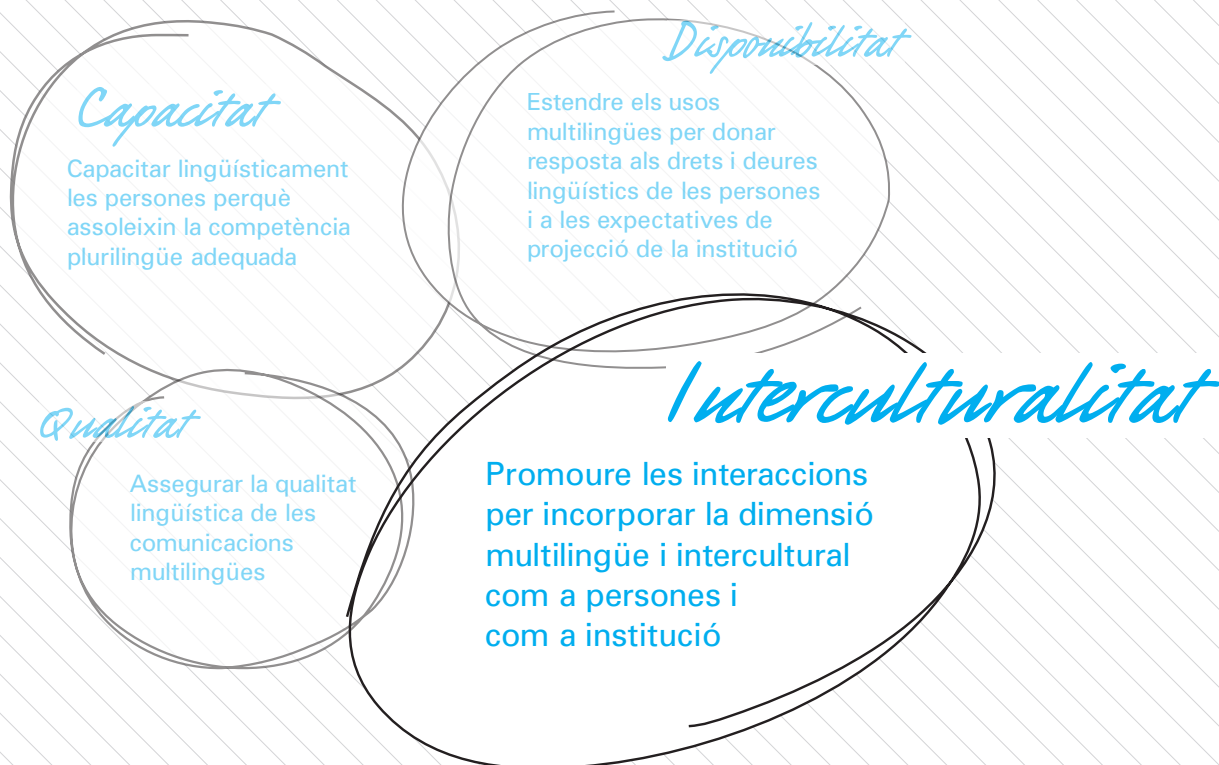 Capacitat
Capacitar lingüísticament
les persones perquè
assoleixin la competència
plurilingüe adequada
Disponibilitat
Estendre els usos
multilingües per donar
resposta als drets i deures
lingüístics de les persones
i a les expectatives de
projecció de la institució
Qualitat
Assegurar la qualitat
lingüística de les
comunicacions
multilingües
Interculturalitat
Promoure les interaccions
per incorporar la dimensió
multilingüe i intercultural
com a persones i
com a institució